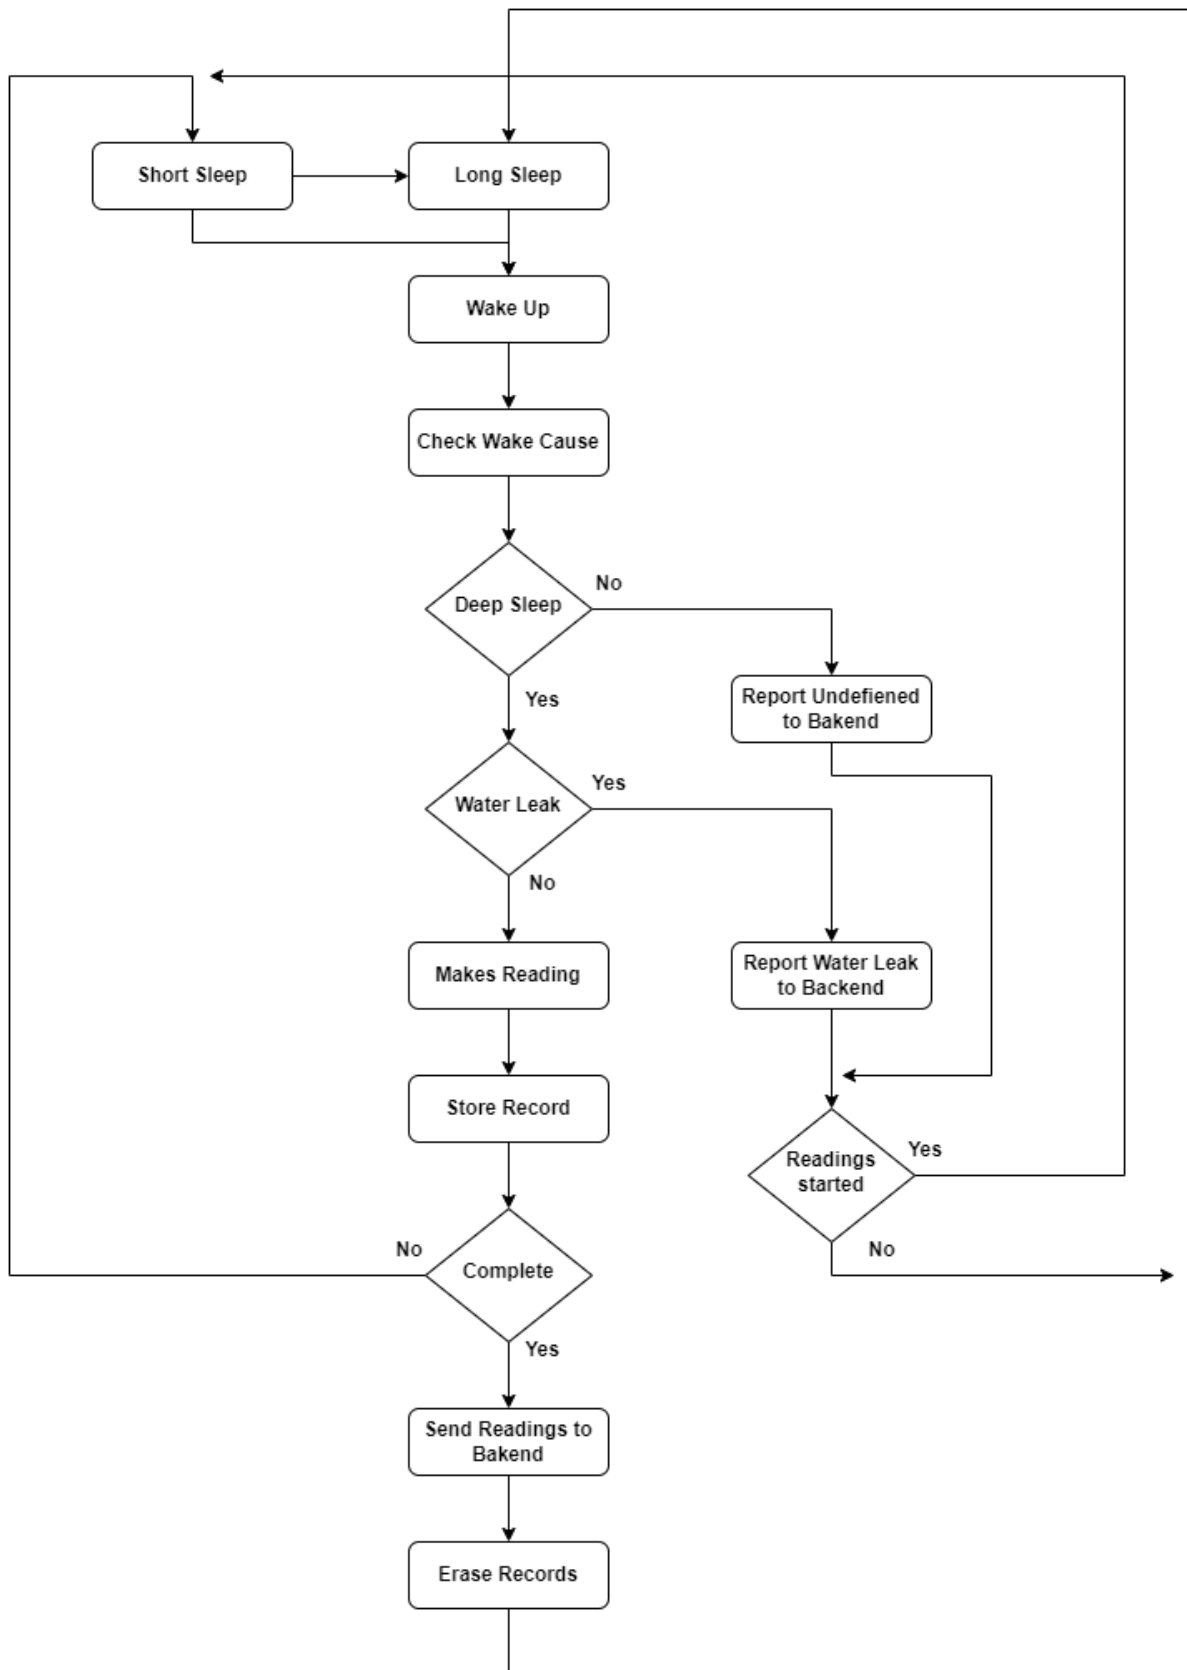 Short Sleep
Long Sleep
Wake Up
Check Wake Cause
Deep Sleep
No
Yes
Report Undefiened
to Bakend
Water Leak
Yes
No
Makes Reading
Report Water Leak
to Backend
Store Record
Readings
started
Yes
No
Complete
No
Yes
Send Readings to
Bakend
Erase Records